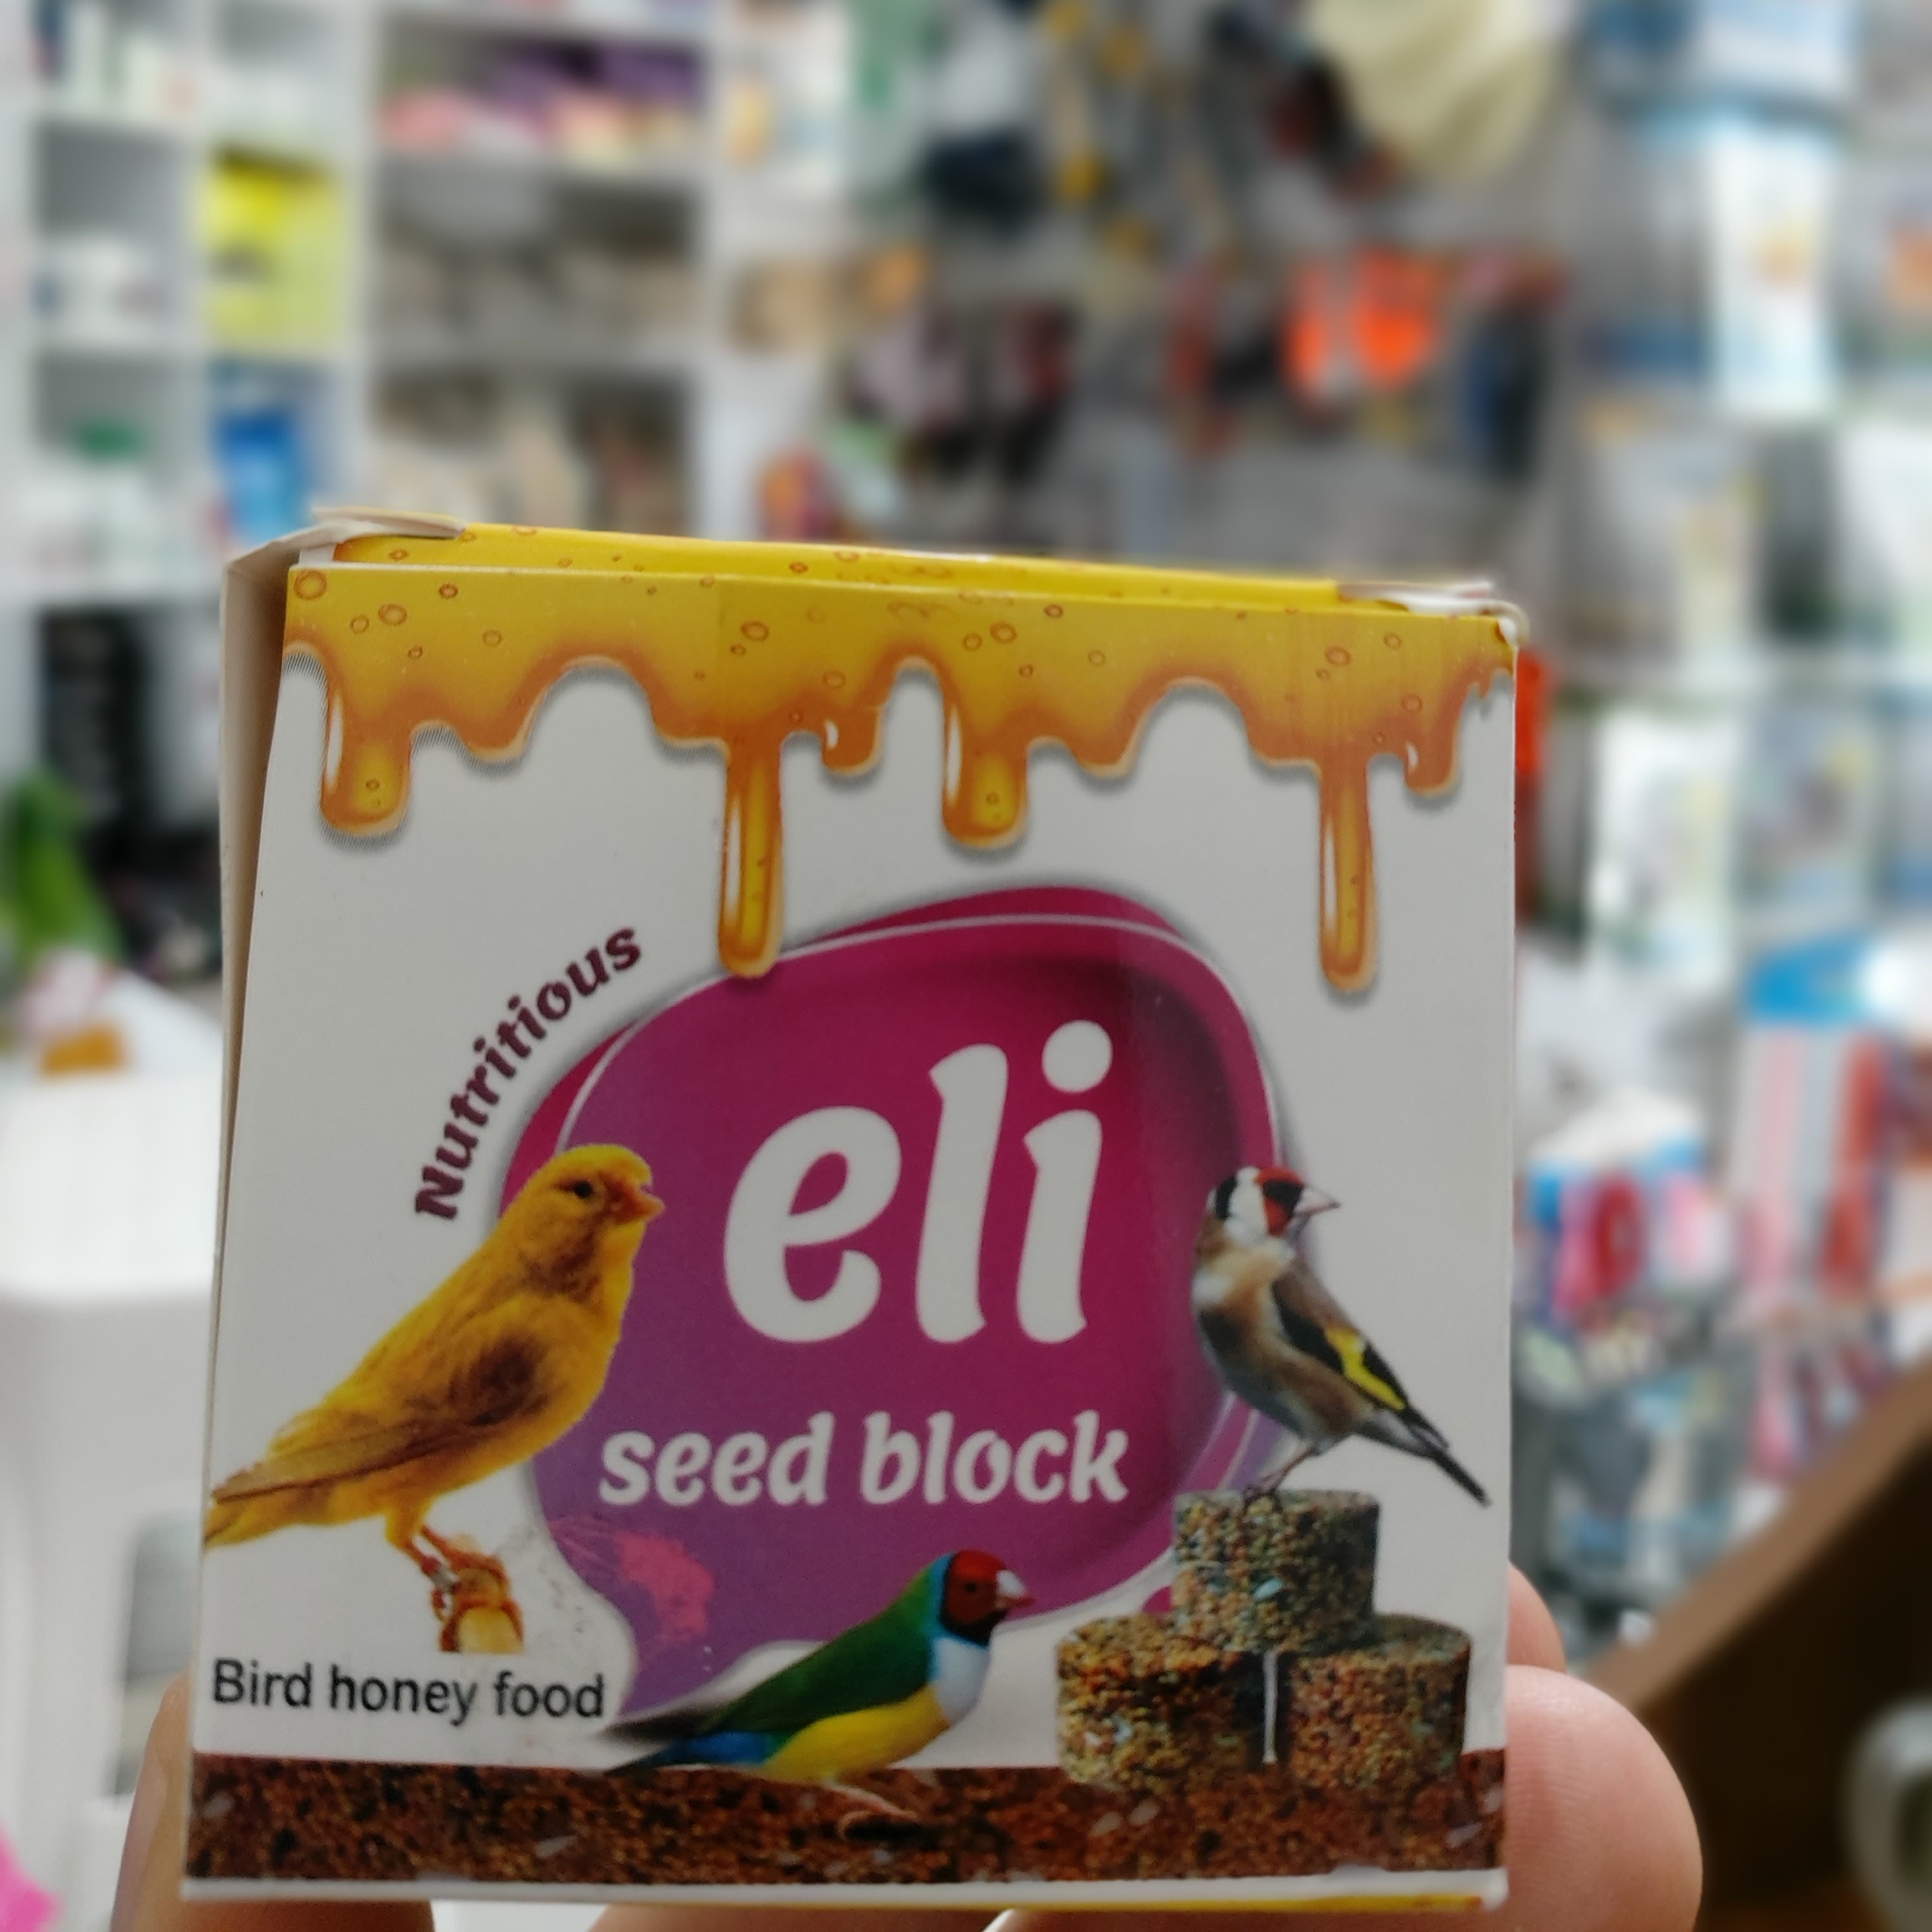 Nutritious
eli
seed block
Bird honey food